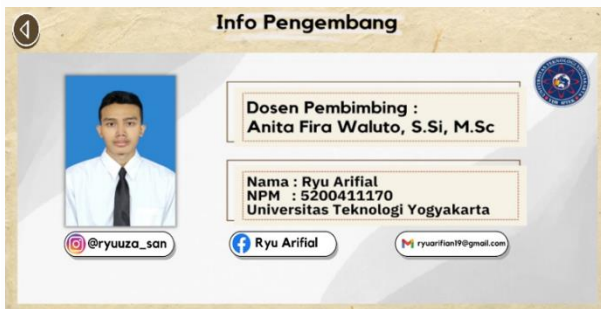 Info Pengembang
Dosen Pembimbing :
Anita Fira Waluto, S.Si, M.Sc
Nama : Ryu Arifial
NPM : 5200411170
Universitas Teknologi Yogyakarta
@ryuuza_san
Ryu Arifial
ryuarifian19@gmail.com